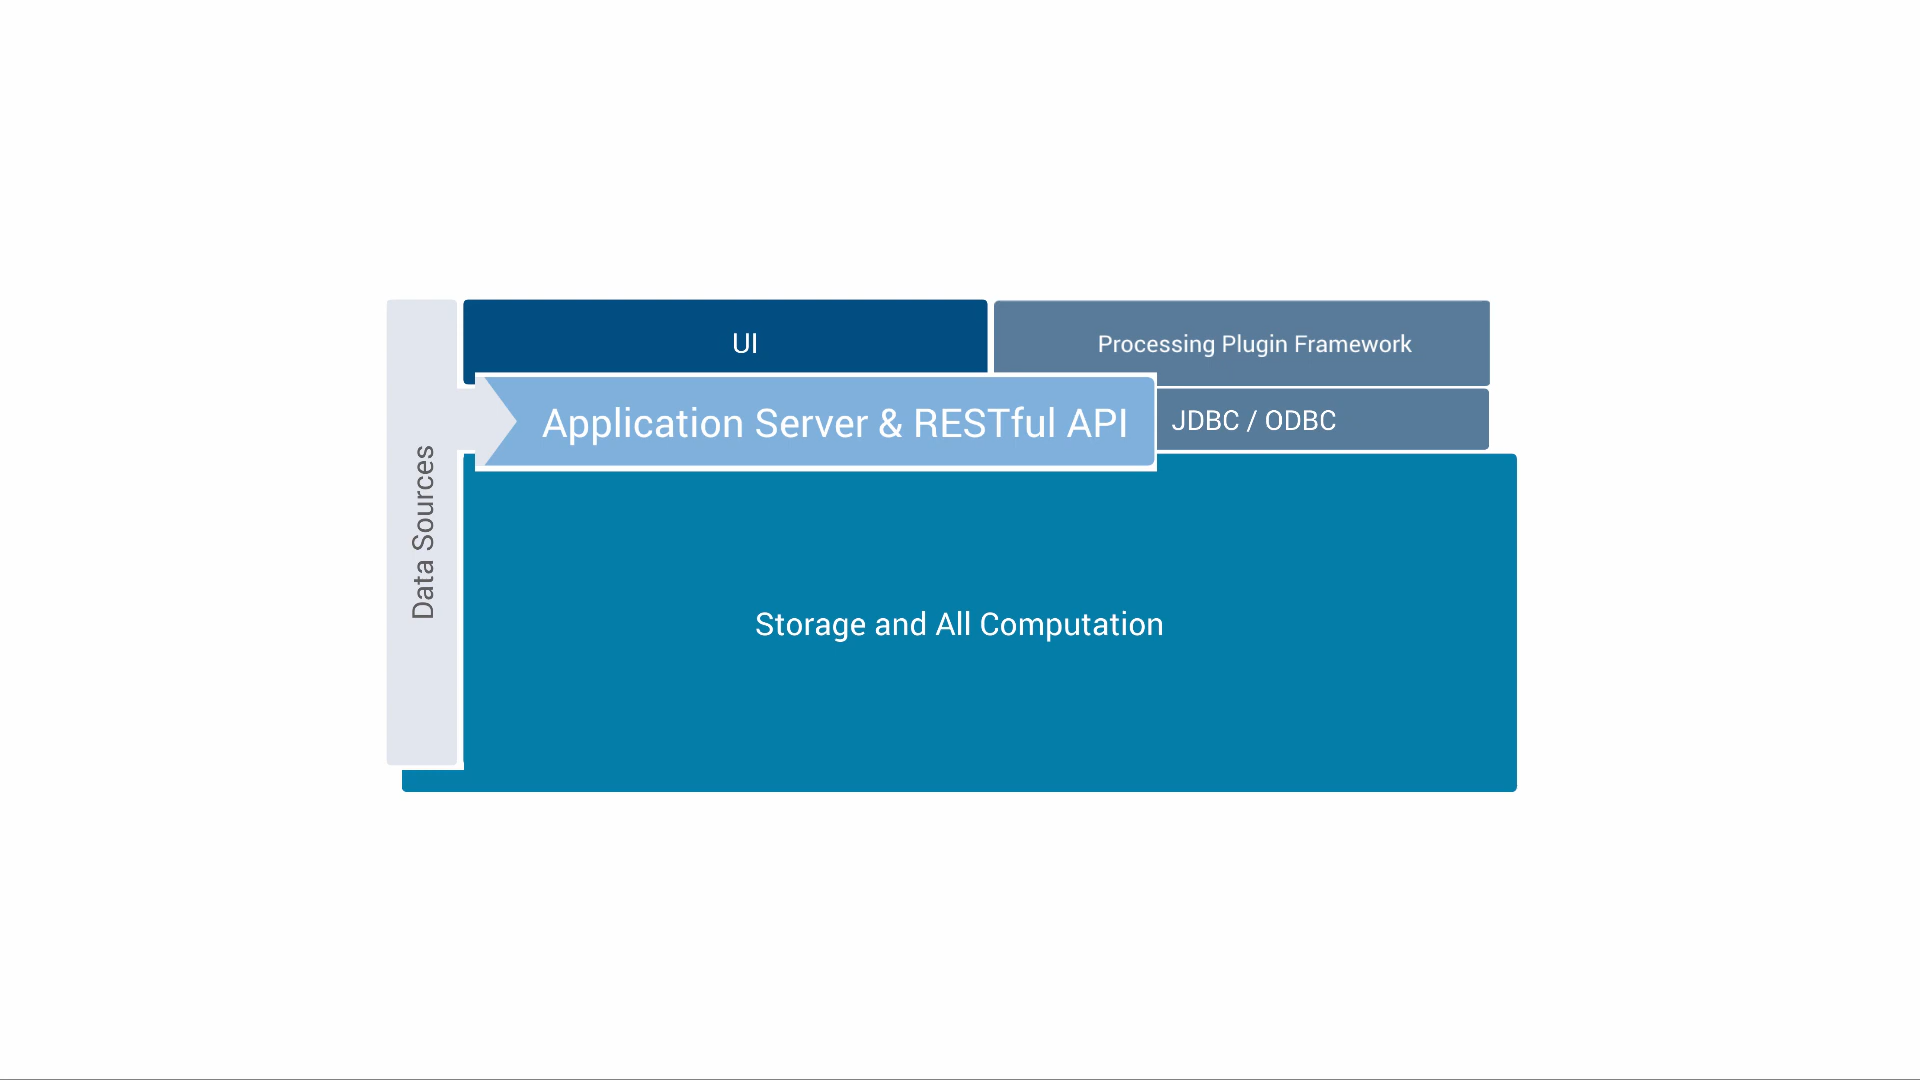 UI
Processing Plugin Framework
Application Server & RESTful API
JDBC / ODBC
Data Sources
Storage and All Computation